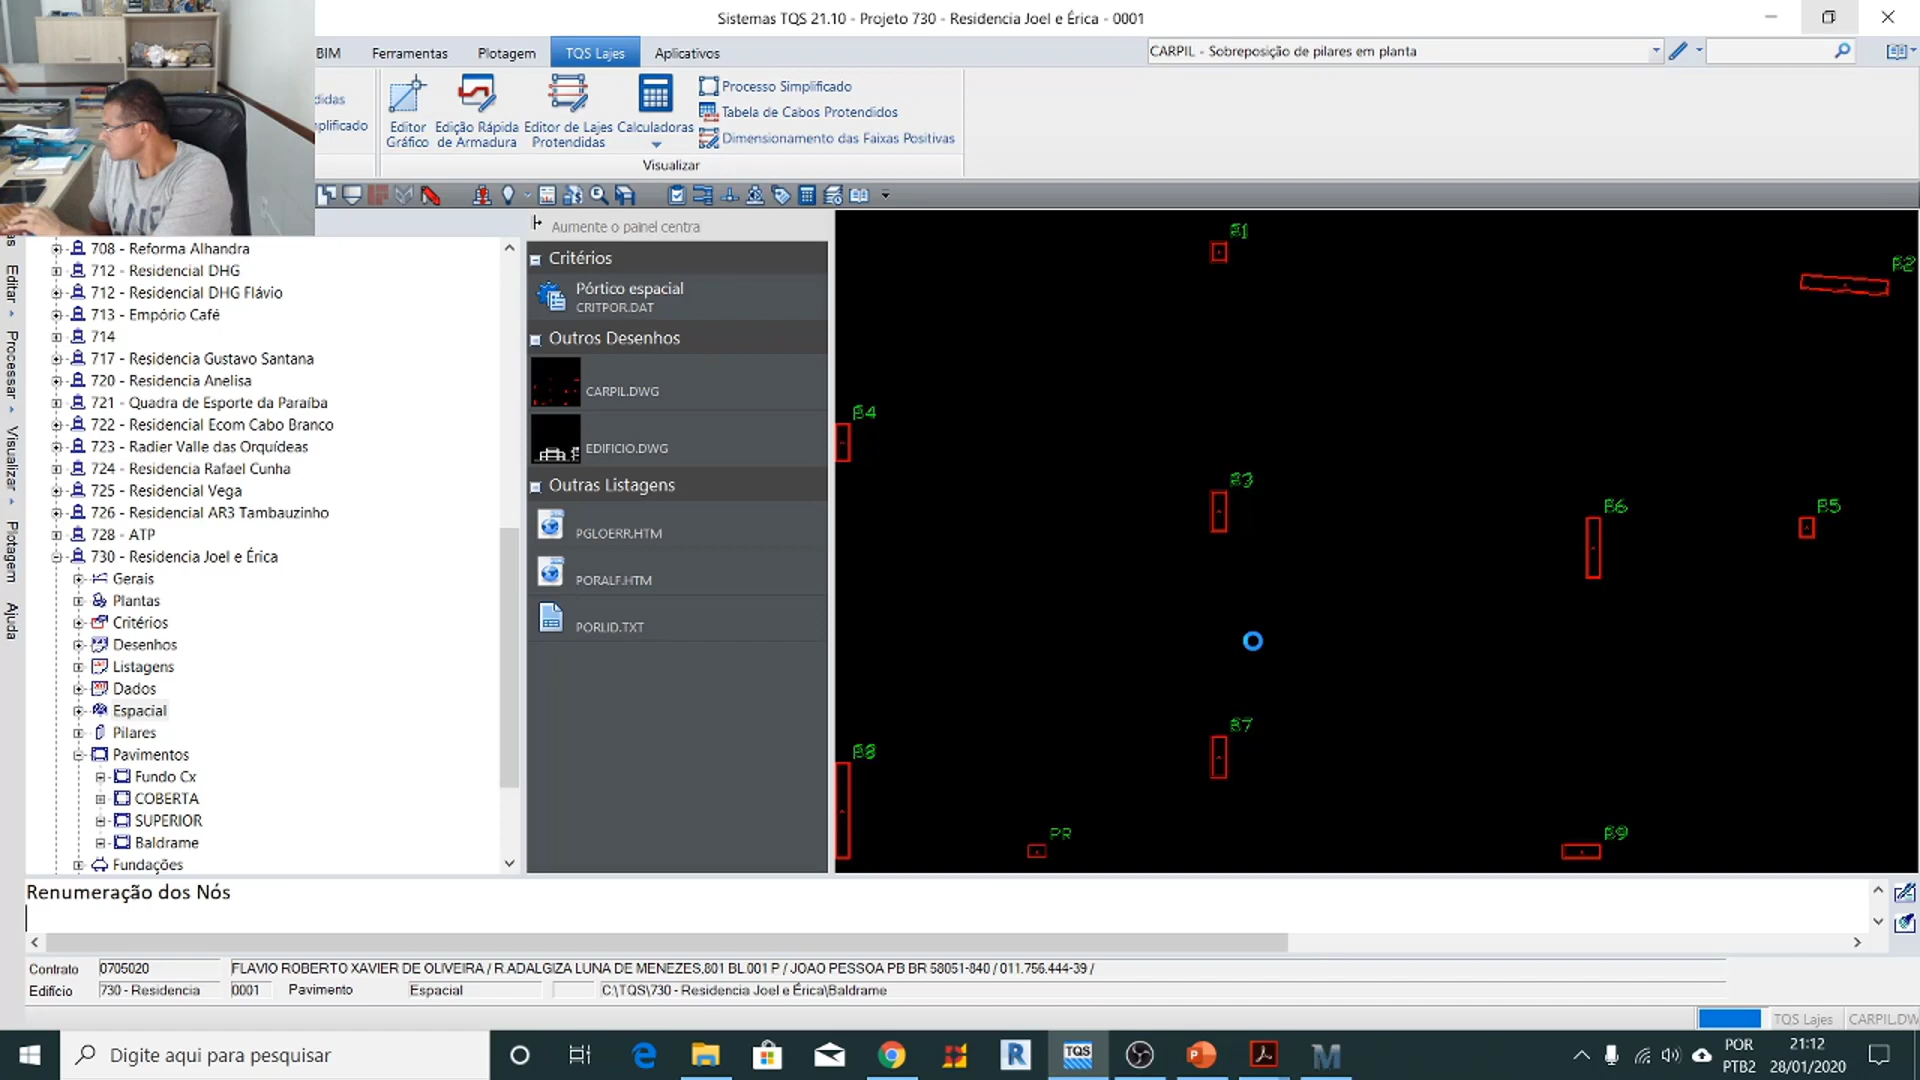 Sistemas TQS 21.10 - Projeto 730 - Residencia Joel e Érica - 0001
BIM Ferramentas Plotagem TQS Lajes Aplicativos
CARPIL - Sobreposição de pilares em planta
Editor Gráfico
Edição Rápida de Armadura
Editor de Lajes Protendidas
Calculadoras
Processo Simplificado
Tabela de Cabos Protendidos
Dimensionamento das Faixas Positivas
Visualizar
Aumente o painel centra
Editar
Processar
Visualizar
Plotagem
Ajuda
708 - Reforma Alhandra
712 - Residencial DHG
712 - Residencial DHG Flávio
713 - Empório Café
714
717 - Residencia Gustavo Santana
720 - Residencia Anelisa
721 - Quadra de Esporte da Paraíba
722 - Residencial Ecom Cabo Branco
723 - Radier Valle das Orquídeas
724 - Residencia Rafael Cunha
725 - Residencial Vega
726 - Residencial AR3 Tambauzinho
728 - ATP
730 - Residencia Joel e Érica
Gerais
Plantas
Critérios
Desenhos
Listagens
Dados
Espacial
Pilares
Pavimentos
Fundo Cx
COBERTA
SUPERIOR
Baldrame
Fundações
Critérios
Pórtico espacial
CRITPOR.DAT
Outros Desenhos
CARPIL.DWG
EDIFICIO.DWG
Outras Listagens
PGLOERR.HTM
PORALF.HTM
PORLID.TXT
Renumeração dos Nós
Contrato 0705020 FLAVIO ROBERTO XAVIER DE OLIVEIRA / R.ADALGIZA LUNA DE MENEZES,801 BL.001 P / JOAO PESSOA PB BR 58051-840 / 011.756.444-39 /
Edifício 730 - Residencia 0001 Pavimento Espacial C:\TQS\730 - Residencia Joel e Érica\Baldrame
TQS Lajes CARPIL.DW
Digite aqui para pesquisar
TQS
POR
PTB2
21:12
28/01/2020